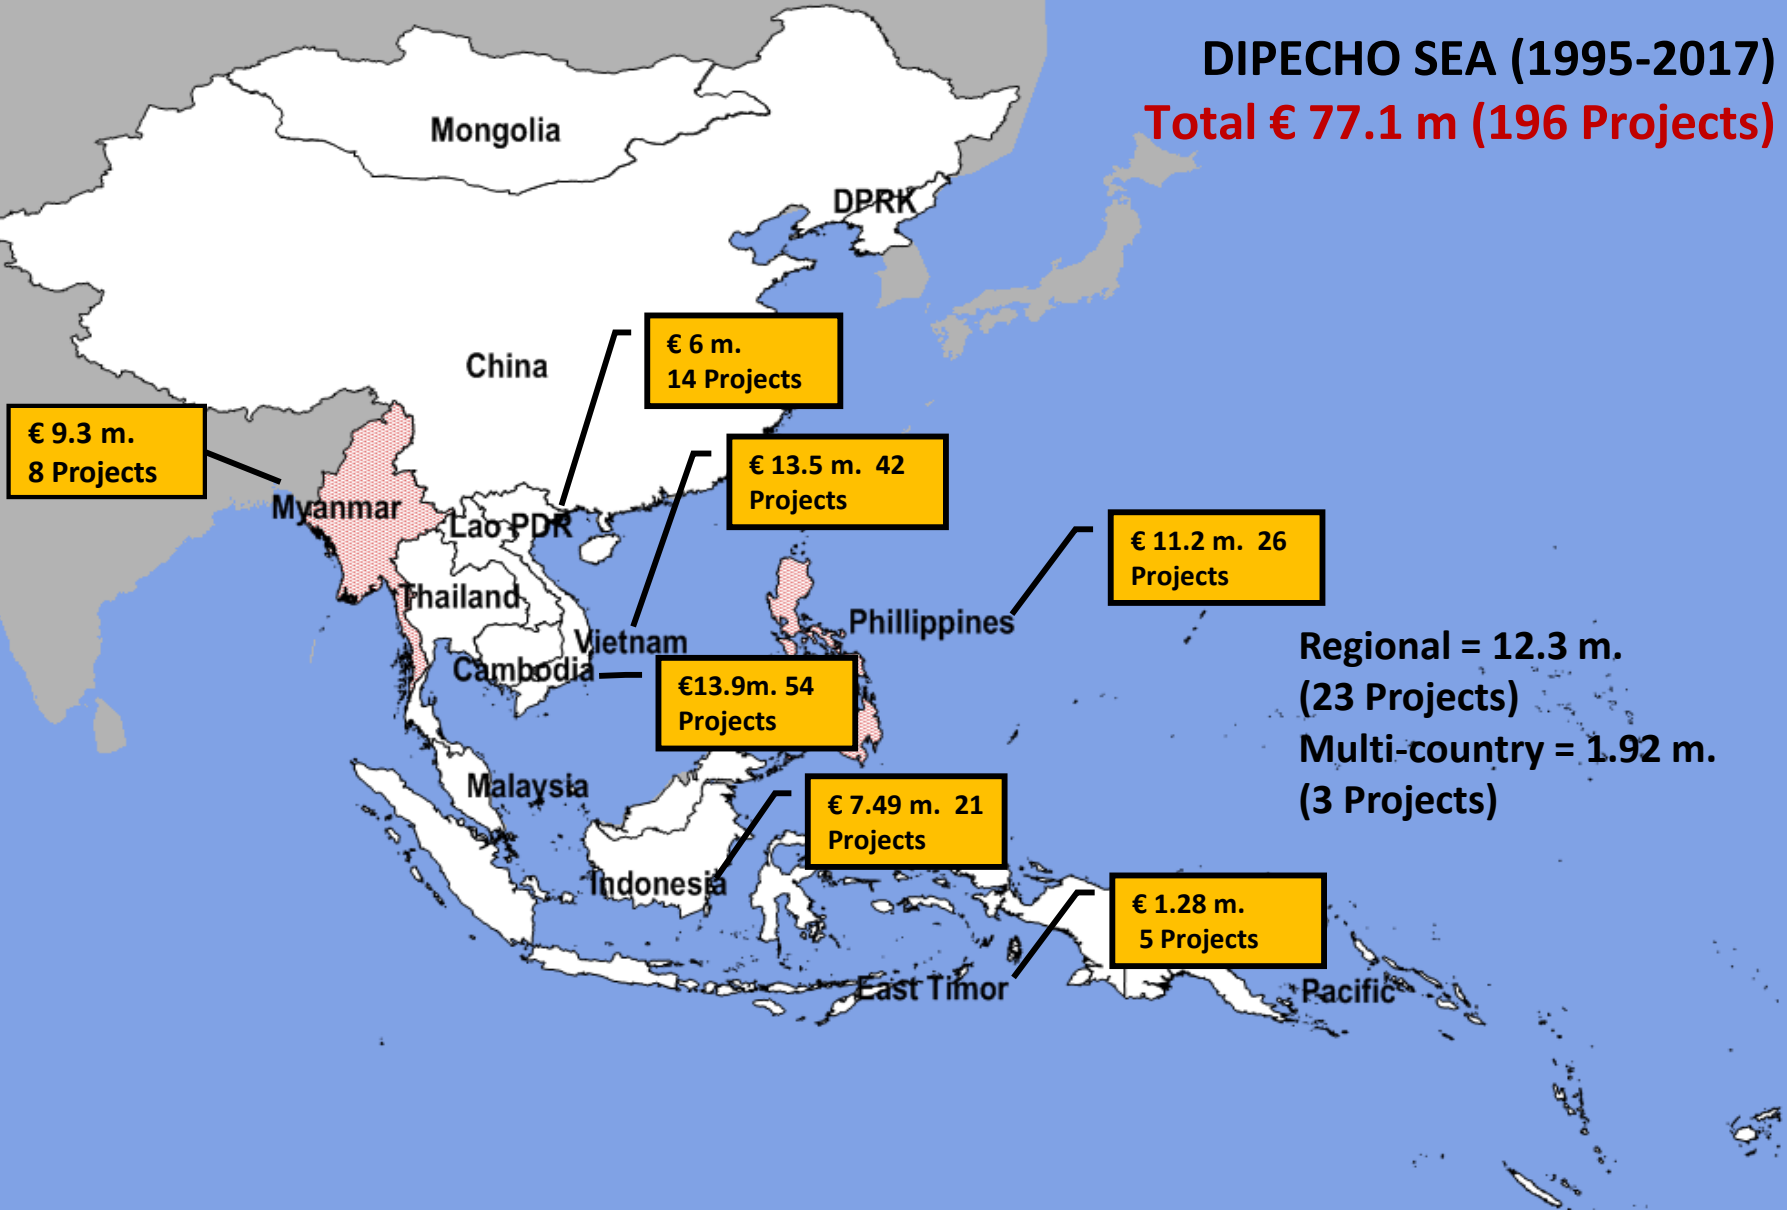 DIPECHO SEA (1995-2017)
Total € 77.1 m (196 Projects)
Mongolia
DPRK
China
€ 6 m.
14 Projects
€ 9.3 m.
8 Projects
€ 13.5 m. 42
Projects
Myanmar
Lao PDR
€ 11.2 m. 26
Projects
Thailand
Phillippines
Vietnam
Cambodia
€13.9m. 54
Projects
Regional = 12.3 m.
(23 Projects)
Multi-country = 1.92 m.
(3 Projects)
Malaysia
€ 7.49 m. 21
Projects
Indonesia
€ 1.28 m.
5 Projects
East Timor
Pacific